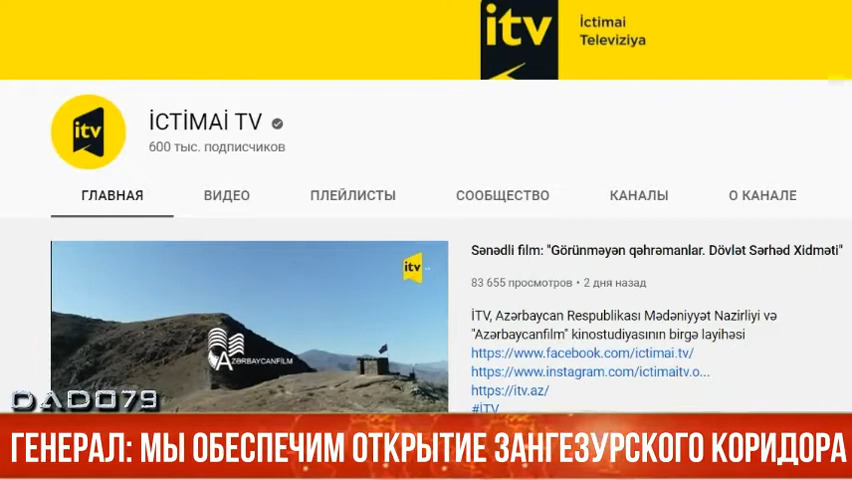 itv
İctimai
Televiziya
itv
İCTİMAİ TV
600 тыс. подписчиков
ГЛАВНАЯ ВИДЕО ПЛЕЙЛИСТЫ СООБЩЕСТВО КАНАЛЫ О КАНАЛЕ
itv
AZƏRBAYCANFİLM
Sənədli film: "Görünməyən qəhrəmanlar. Dövlət Sərhəd Xidməti"
83 655 просмотров • 2 дня назад
İTV, Azərbaycan Respublikası Mədəniyyət Nazirliyi və
"Azərbaycanfilm" kinostudiyasının birgə layihəsi
https://www.facebook.com/ictimai.tv/
https://www.instagram.com/ictimaitv.o...
https://itv.az/
#İTV
DADO79
ГЕНЕРАЛ: МЫ ОБЕСПЕЧИМ ОТКРЫТИЕ ЗАНГЕЗУРСКОГО КОРИДОРА